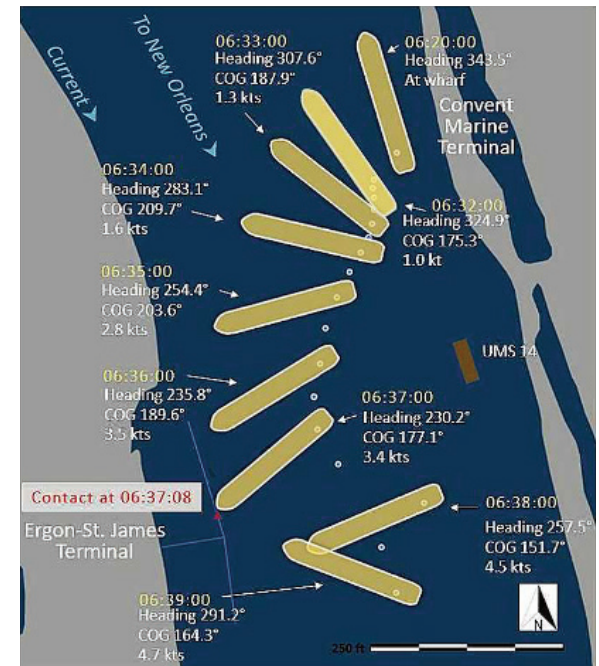 To New Orleans
Current
06:33:00
Heading 307.6°
COG 187.9°
1.3 kts
06:20:00
Heading 343.5°
At wharf
Convent
Marine
Terminal
06:34:00
Heading 283.1°
COG 209.7°
1.6 kts
06:32:00
Heading 324.9°
COG 175.3°
1.0 kt
06:35:00
Heading 254.4°
COG 203.6°
2.8 kts
UMS 14
06:36:00
Heading 235.8°
COG 189.6°
3.5 kts
06:37:00
Heading 230.2°
COG 177.1°
3.4 kts
Contact at 06:37:08
Ergon-St. James
Terminal
06:38:00
Heading 257.5°
COG 151.7°
4.5 kts
06:39:00
Heading 291.2°
COG 164.3°
4.7 kts
250 ft
N